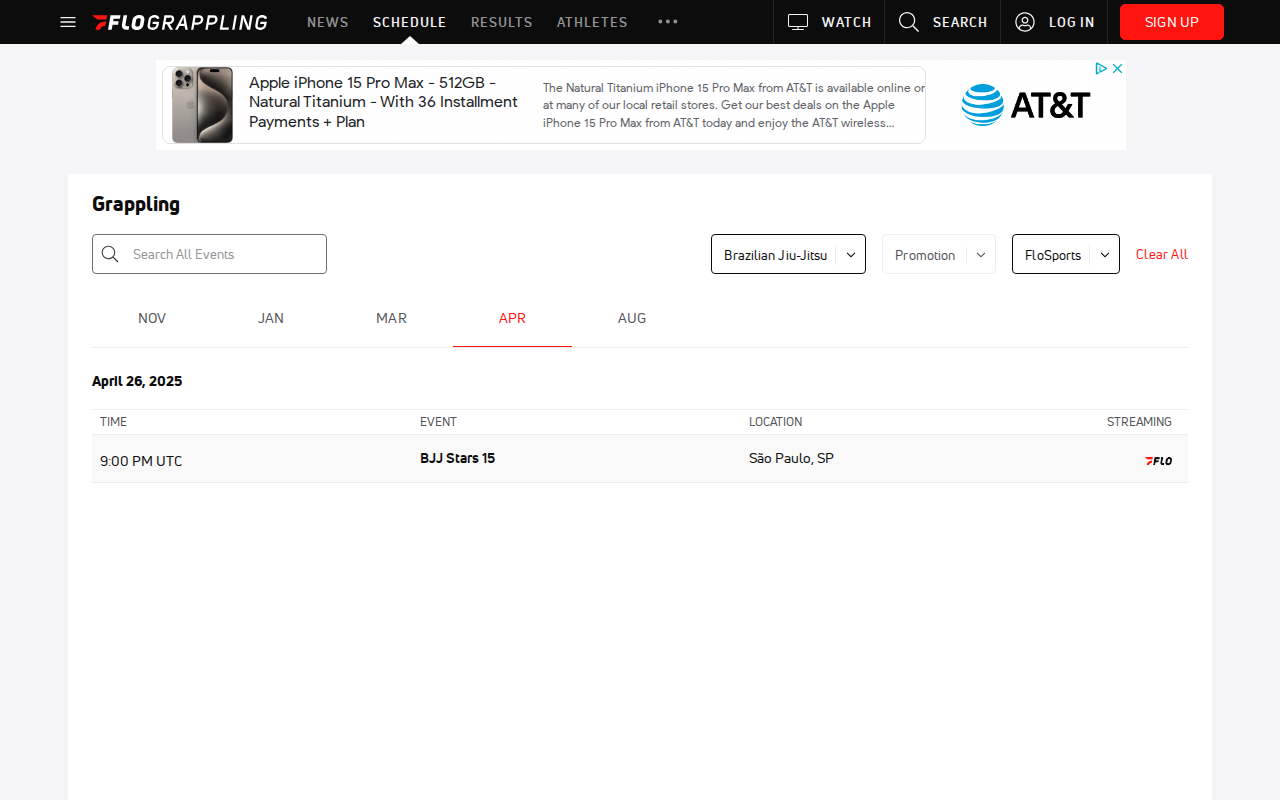 FLOGRAPPLING NEWS SCHEDULE RESULTS ATHLETES WATCH SEARCH LOG IN SIGN UP
Apple iPhone 15 Pro Max - 512GB -
Natural Titanium - With 36 Installment
Payments + Plan
The Natural Titanium iPhone 15 Pro Max from AT&T is available online or
at many of our local retail stores. Get our best deals on the Apple
iPhone 15 Pro Max from AT&T today and enjoy the AT&T wireless...
AT&T
Grappling
Search All Events
Brazilian Jiu-Jitsu
Promotion
FloSports
Clear All
NOV JAN MAR APR AUG
April 26, 2025
TIME EVENT LOCATION STREAMING
9:00 PM UTC BJJ Stars 15 São Paulo, SP FLO